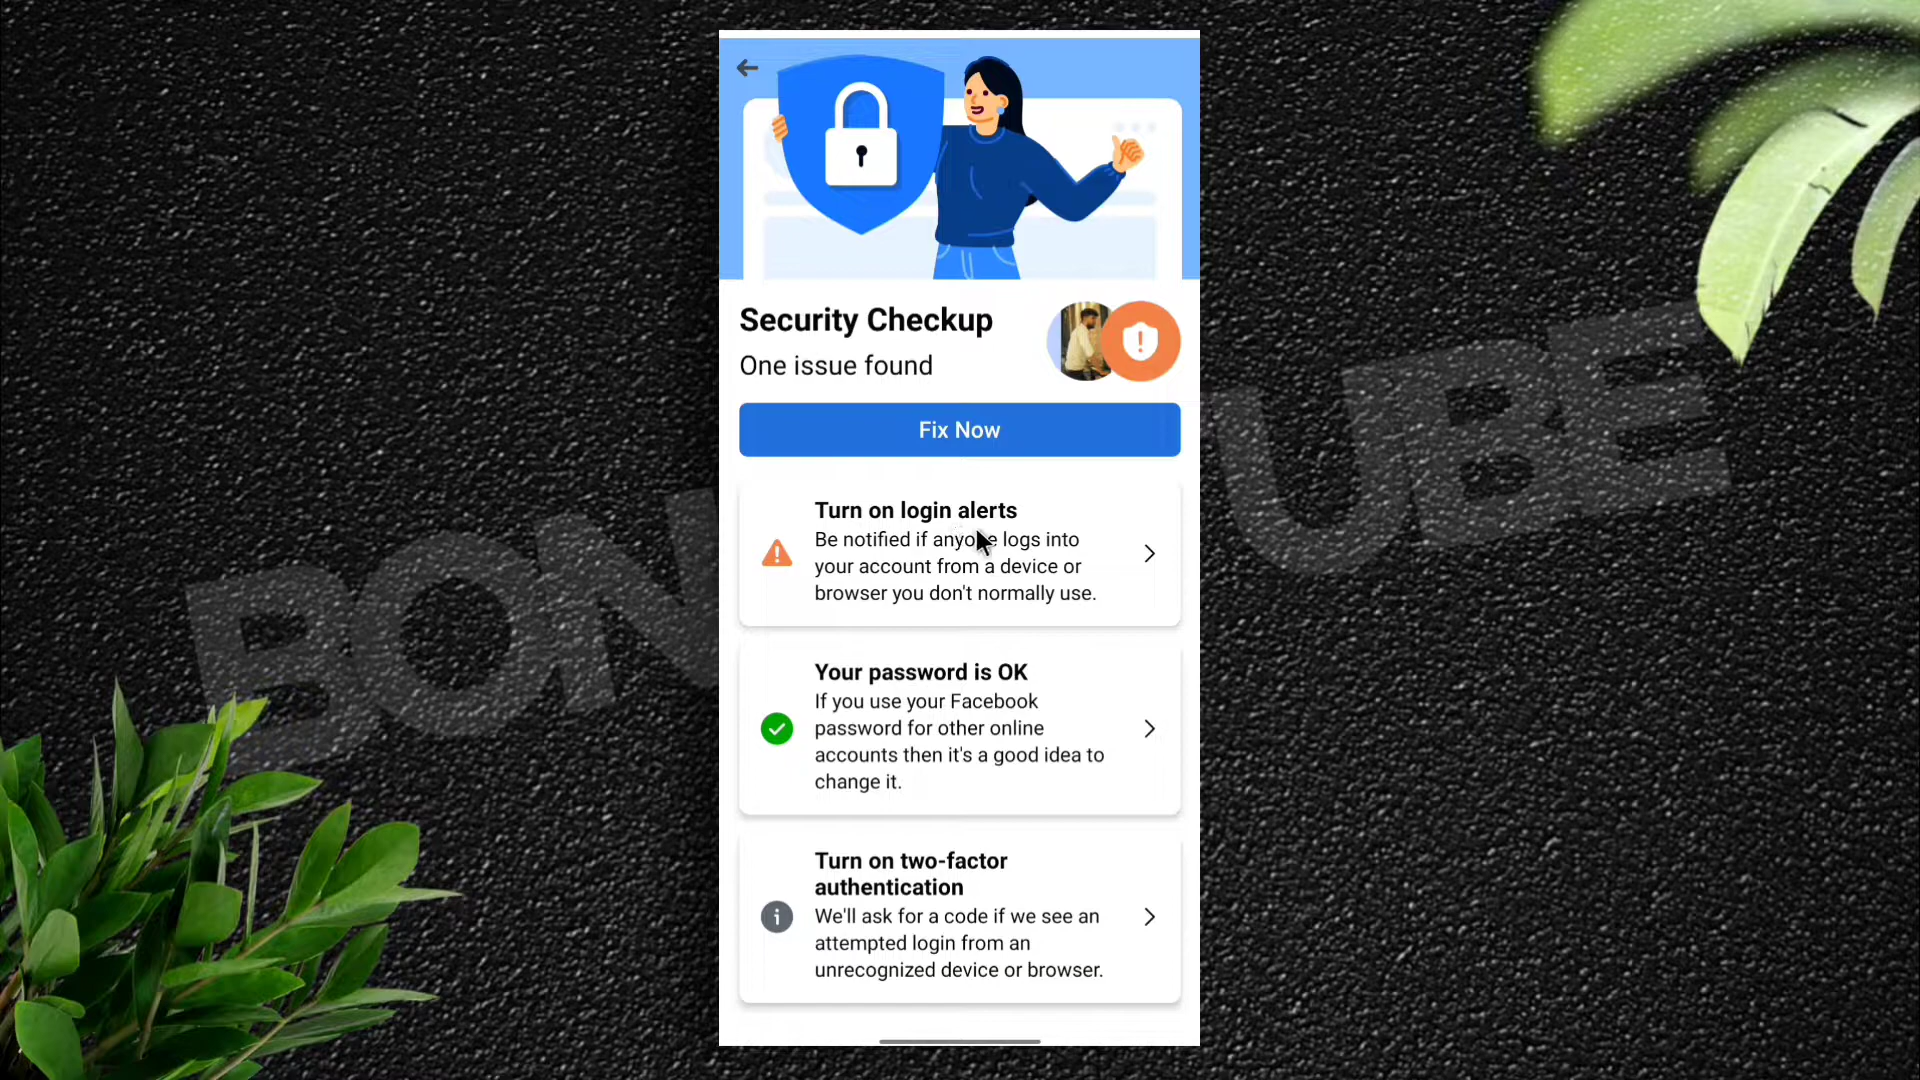 Security Checkup
One issue found
Fix Now
Turn on login alerts
Be notified if anyone logs into
your account from a device or
browser you don't normally use.
Your password is OK
If you use your Facebook
password for other online
accounts then it's a good idea to
change it.
Turn on two-factor
authentication
We'll ask for a code if we see an
attempted login from an
unrecognized device or browser.
UBE